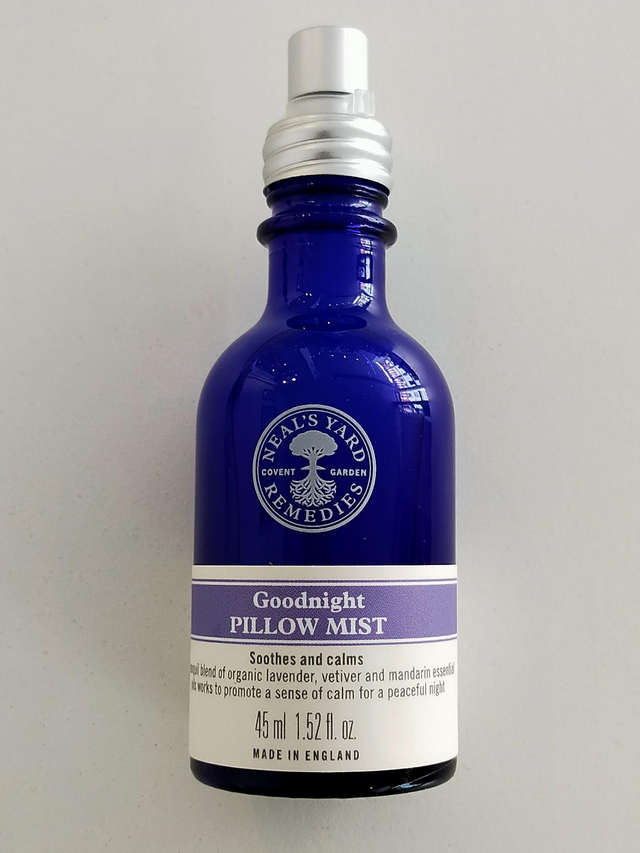 NEAL'S YARD
COVENT GARDEN
REMEDIES
Goodnight
PILLOW MIST
Soothes and calms
blend of organic lavender, vetiver and mandarin essential
works to promote a sense of calm for a peaceful night
45 ml 1.52 fl. oz.
MADE IN ENGLAND